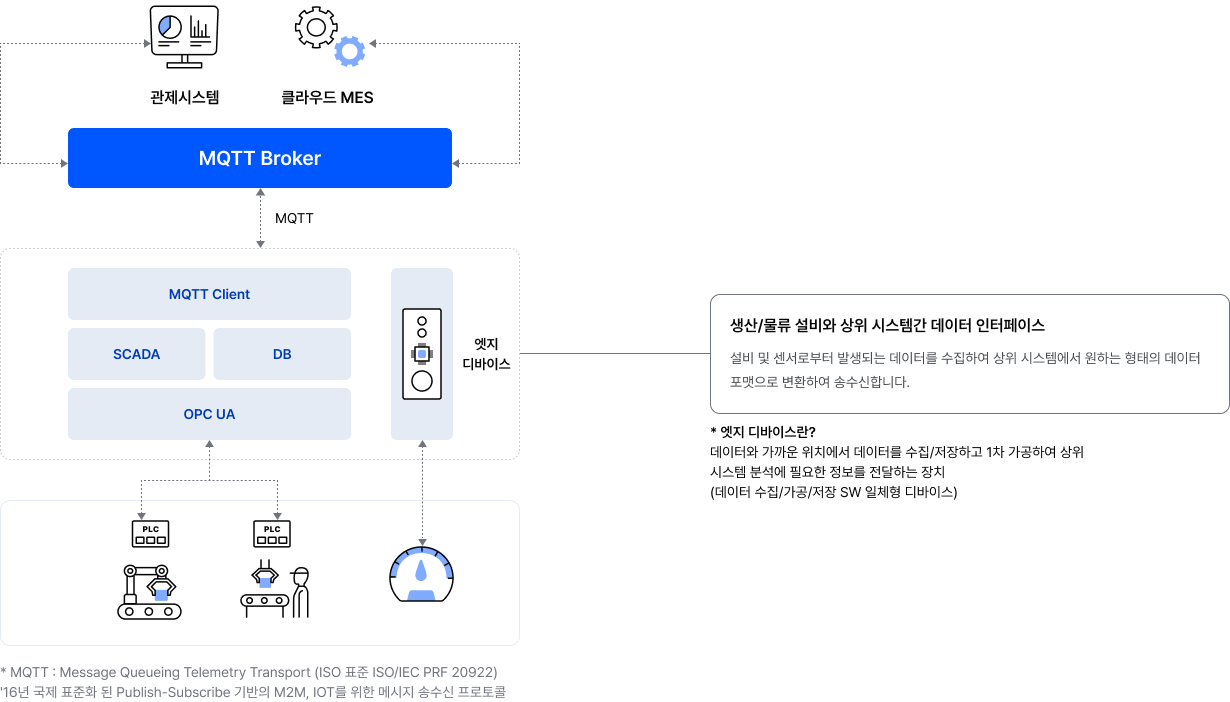 관제시스템
클라우드 MES
MQTT Broker
MQTT
MQTT Client
SCADA
DB
OPC UA
엣지
디바이스
생산/물류 설비와 상위 시스템간 데이터 인터페이스
설비 및 센서로부터 발생되는 데이터를 수집하여 상위 시스템에서 원하는 형태의 데이터
포맷으로 변환하여 송수신합니다.
* 엣지 디바이스란?
데이터와 가까운 위치에서 데이터를 수집/저장하고 1차 가공하여 상위
시스템 분석에 필요한 정보를 전달하는 장치
(데이터 수집/가공/저장 SW 일체형 디바이스)
PLC
PLC
* MQTT : Message Queueing Telemetry Transport (ISO 표준 ISO/IEC PRF 20922)
'16년 국제 표준화 된 Publish-Subscribe 기반의 M2M, IOT를 위한 메시지 송수신 프로토콜